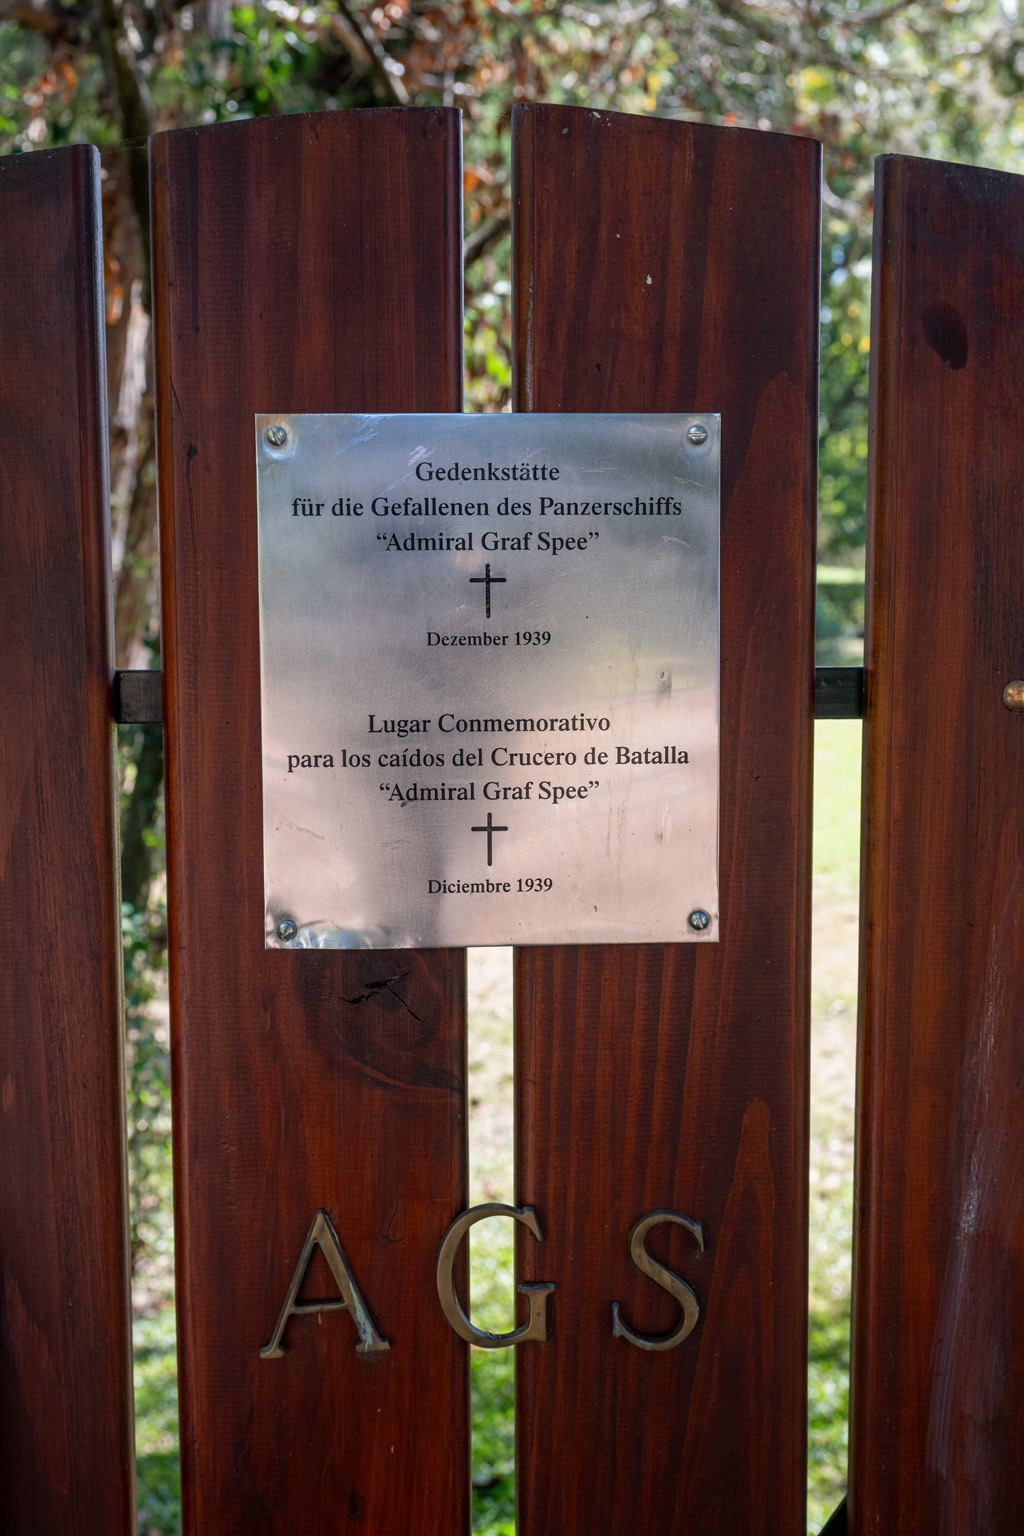 Gedenkstätte
für die Gefallenen des Panzerschiffs
“Admiral Graf Spee”
Dezember 1939
Lugar Conmemorativo
para los caídos del Crucero de Batalla
“Admiral Graf Spee”
Diciembre 1939
A G S